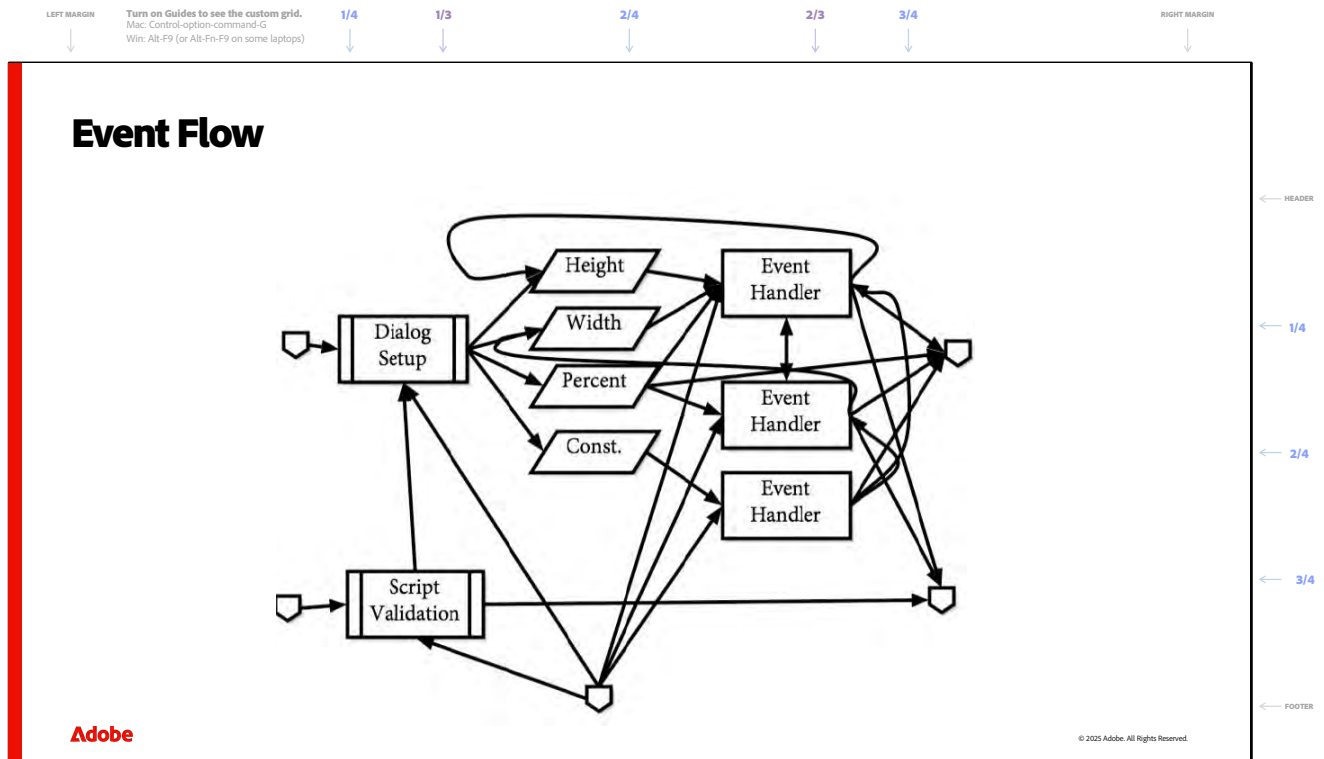 LEFT MARGIN
Turn on Guides to see the custom grid.
Mac: Control-option-command-G
Win: Alt-F9 (or Alt-Fn-F9 on some laptops)
1/4
1/3
2/4
2/3
3/4
RIGHT MARGIN
Event Flow
HEADER
Height
Event
Handler
Width
Dialog
Setup
1/4
Percent
Event
Handler
Const.
2/4
Event
Handler
3/4
Script
Validation
FOOTER
Adobe
© 2025 Adobe. All Rights Reserved.